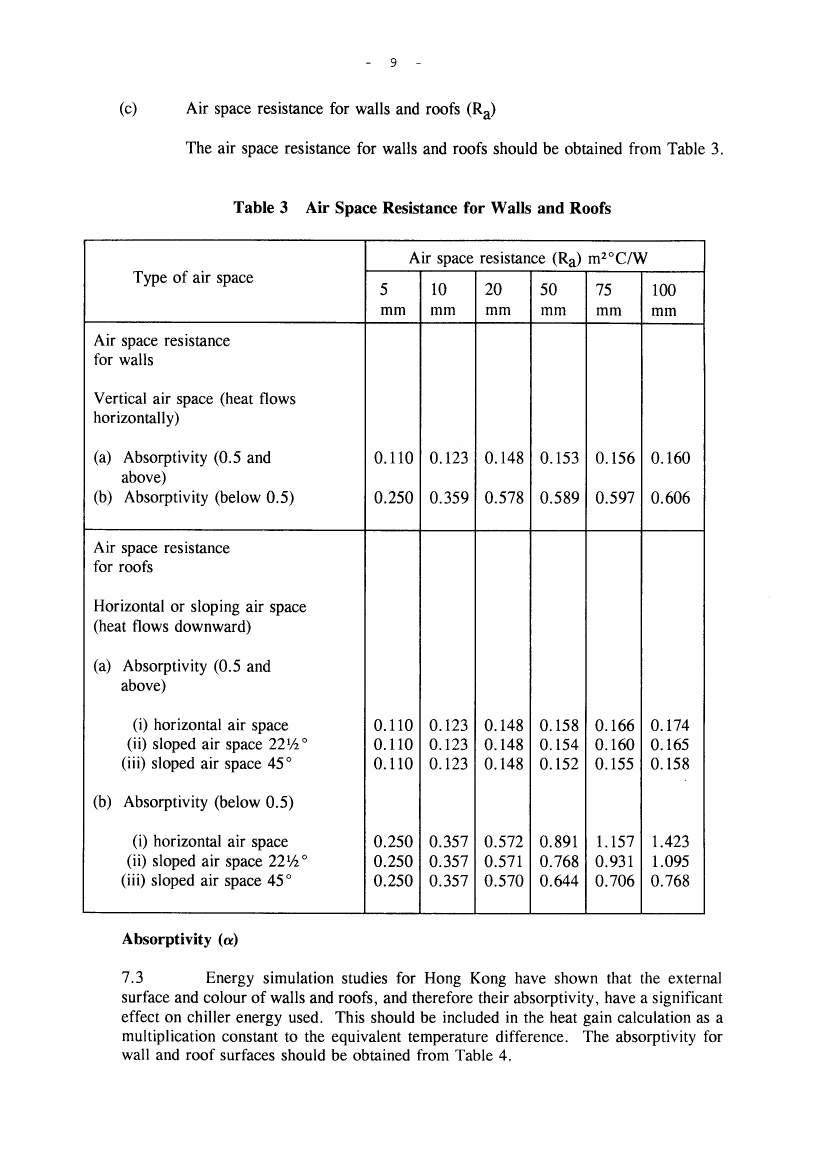 - 9 -
(c) Air space resistance for walls and roofs (Ra)
The air space resistance for walls and roofs should be obtained from Table 3.
Table 3 Air Space Resistance for Walls and Roofs
Type of air space
Air space resistance (Ra) m²°C/W
5 10 20 50 75 100
mm mm mm mm mm mm
Air space resistance
for walls
Vertical air space (heat flows
horizontally)
(a) Absorptivity (0.5 and
above)
0.110 0.123 0.148 0.153 0.156 0.160
(b) Absorptivity (below 0.5) 0.250 0.359 0.578 0.589 0.597 0.606
Air space resistance
for roofs
Horizontal or sloping air space
(heat flows downward)
(a) Absorptivity (0.5 and
above)
(i) horizontal air space 0.110 0.123 0.148 0.158 0.166 0.174
(ii) sloped air space 22½° 0.110 0.123 0.148 0.154 0.160 0.165
(iii) sloped air space 45° 0.110 0.123 0.148 0.152 0.155 0.158
(b) Absorptivity (below 0.5)
(i) horizontal air space 0.250 0.357 0.572 0.891 1.157 1.423
(ii) sloped air space 22½° 0.250 0.357 0.571 0.768 0.931 1.095
(iii) sloped air space 45° 0.250 0.357 0.570 0.644 0.706 0.768
Absorptivity (α)
7.3 Energy simulation studies for Hong Kong have shown that the external
surface and colour of walls and roofs, and therefore their absorptivity, have a significant
effect on chiller energy used. This should be included in the heat gain calculation as a
multiplication constant to the equivalent temperature difference. The absorptivity for
wall and roof surfaces should be obtained from Table 4.